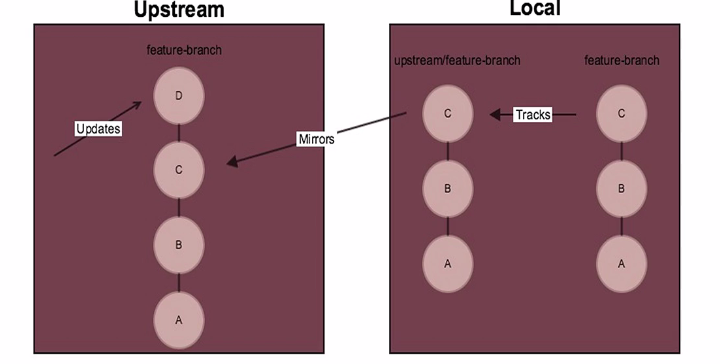 Upstream
feature-branch
D
Updates
C
B
A
Mirrors
Local
upstream/feature-branch
feature-branch
C
Tracks
C
B
B
A
A